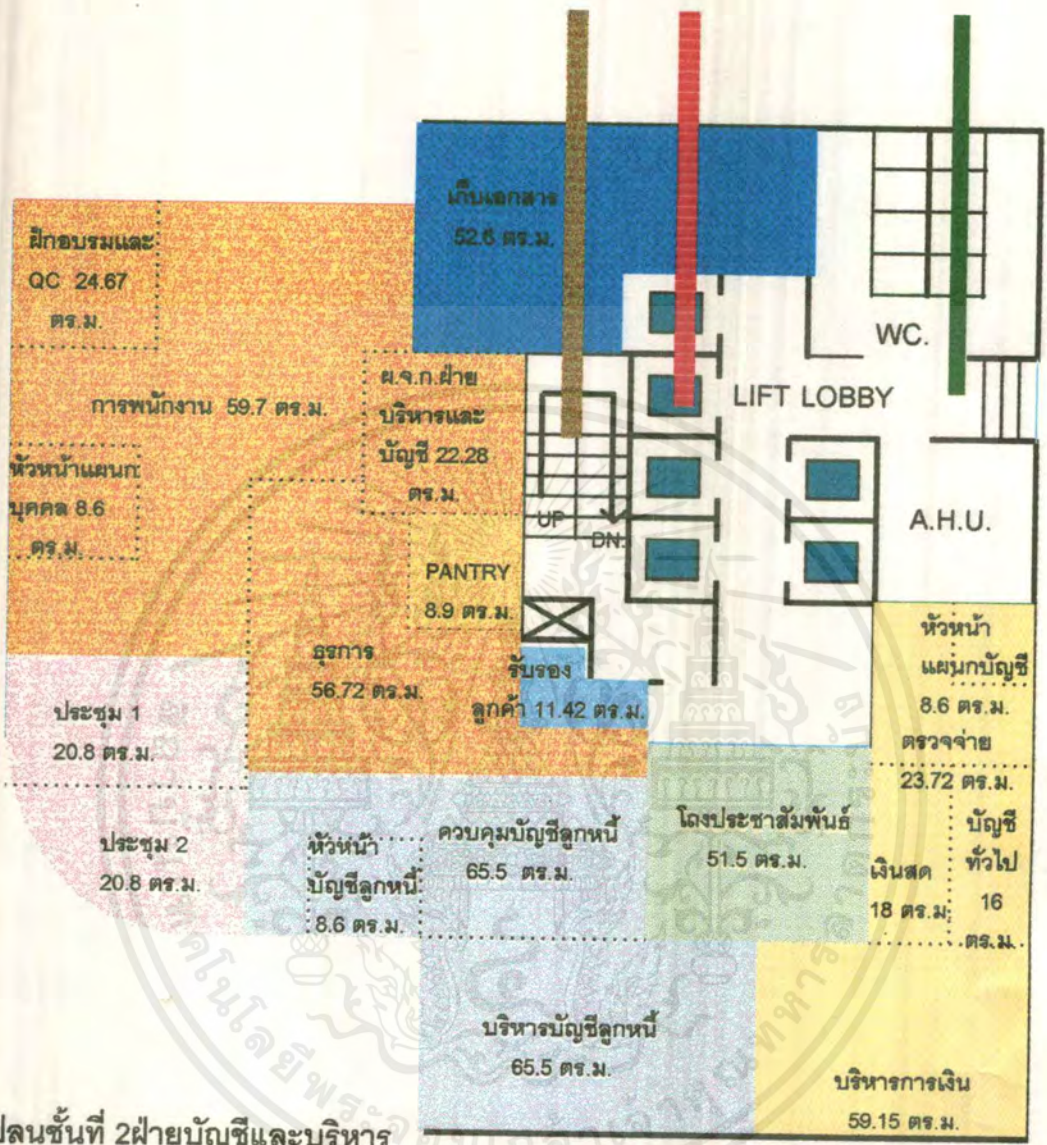 เก็บเอกสาร
52.6 ตร.ม.
ฝึกอบรมและ
QC 24.67
ตร.ม.
WC.
การพนักงาน 59.7 ตร.ม.
ผ.จ.ก.ฝ่าย
บริหารและ
บัญชี 22.28
ตร.ม.
LIFT LOBBY
หัวหน้าแผนก
บุคคล 8.6
ตร.ม.
UP
DN.
A.H.U.
PANTRY
8.9 ตร.ม.
ธุรการ
56.72 ตร.ม.
รับรอง
ลูกค้า 11.42 ตร.ม.
หัวหน้า
แผนกบัญชี
8.6 ตร.ม.
ตรวจจ่าย
23.72 ตร.ม.
ประชุม 1
20.8 ตร.ม.
ประชุม 2
20.8 ตร.ม.
หัวหน้า
บัญชีลูกหนี้
8.6 ตร.ม.
ควบคุมบัญชีลูกหนี้
65.5 ตร.ม.
โถงประชาสัมพันธ์
51.5 ตร.ม.
เงินสด
18 ตร.ม.
บัญชี
ทั่วไป
16
ตร.ม.
บริหารบัญชีลูกหนี้
65.5 ตร.ม.
บริหารการเงิน
59.15 ตร.ม.
ปลนชั้นที่ 2ฝ่ายบัญชีและบริหาร